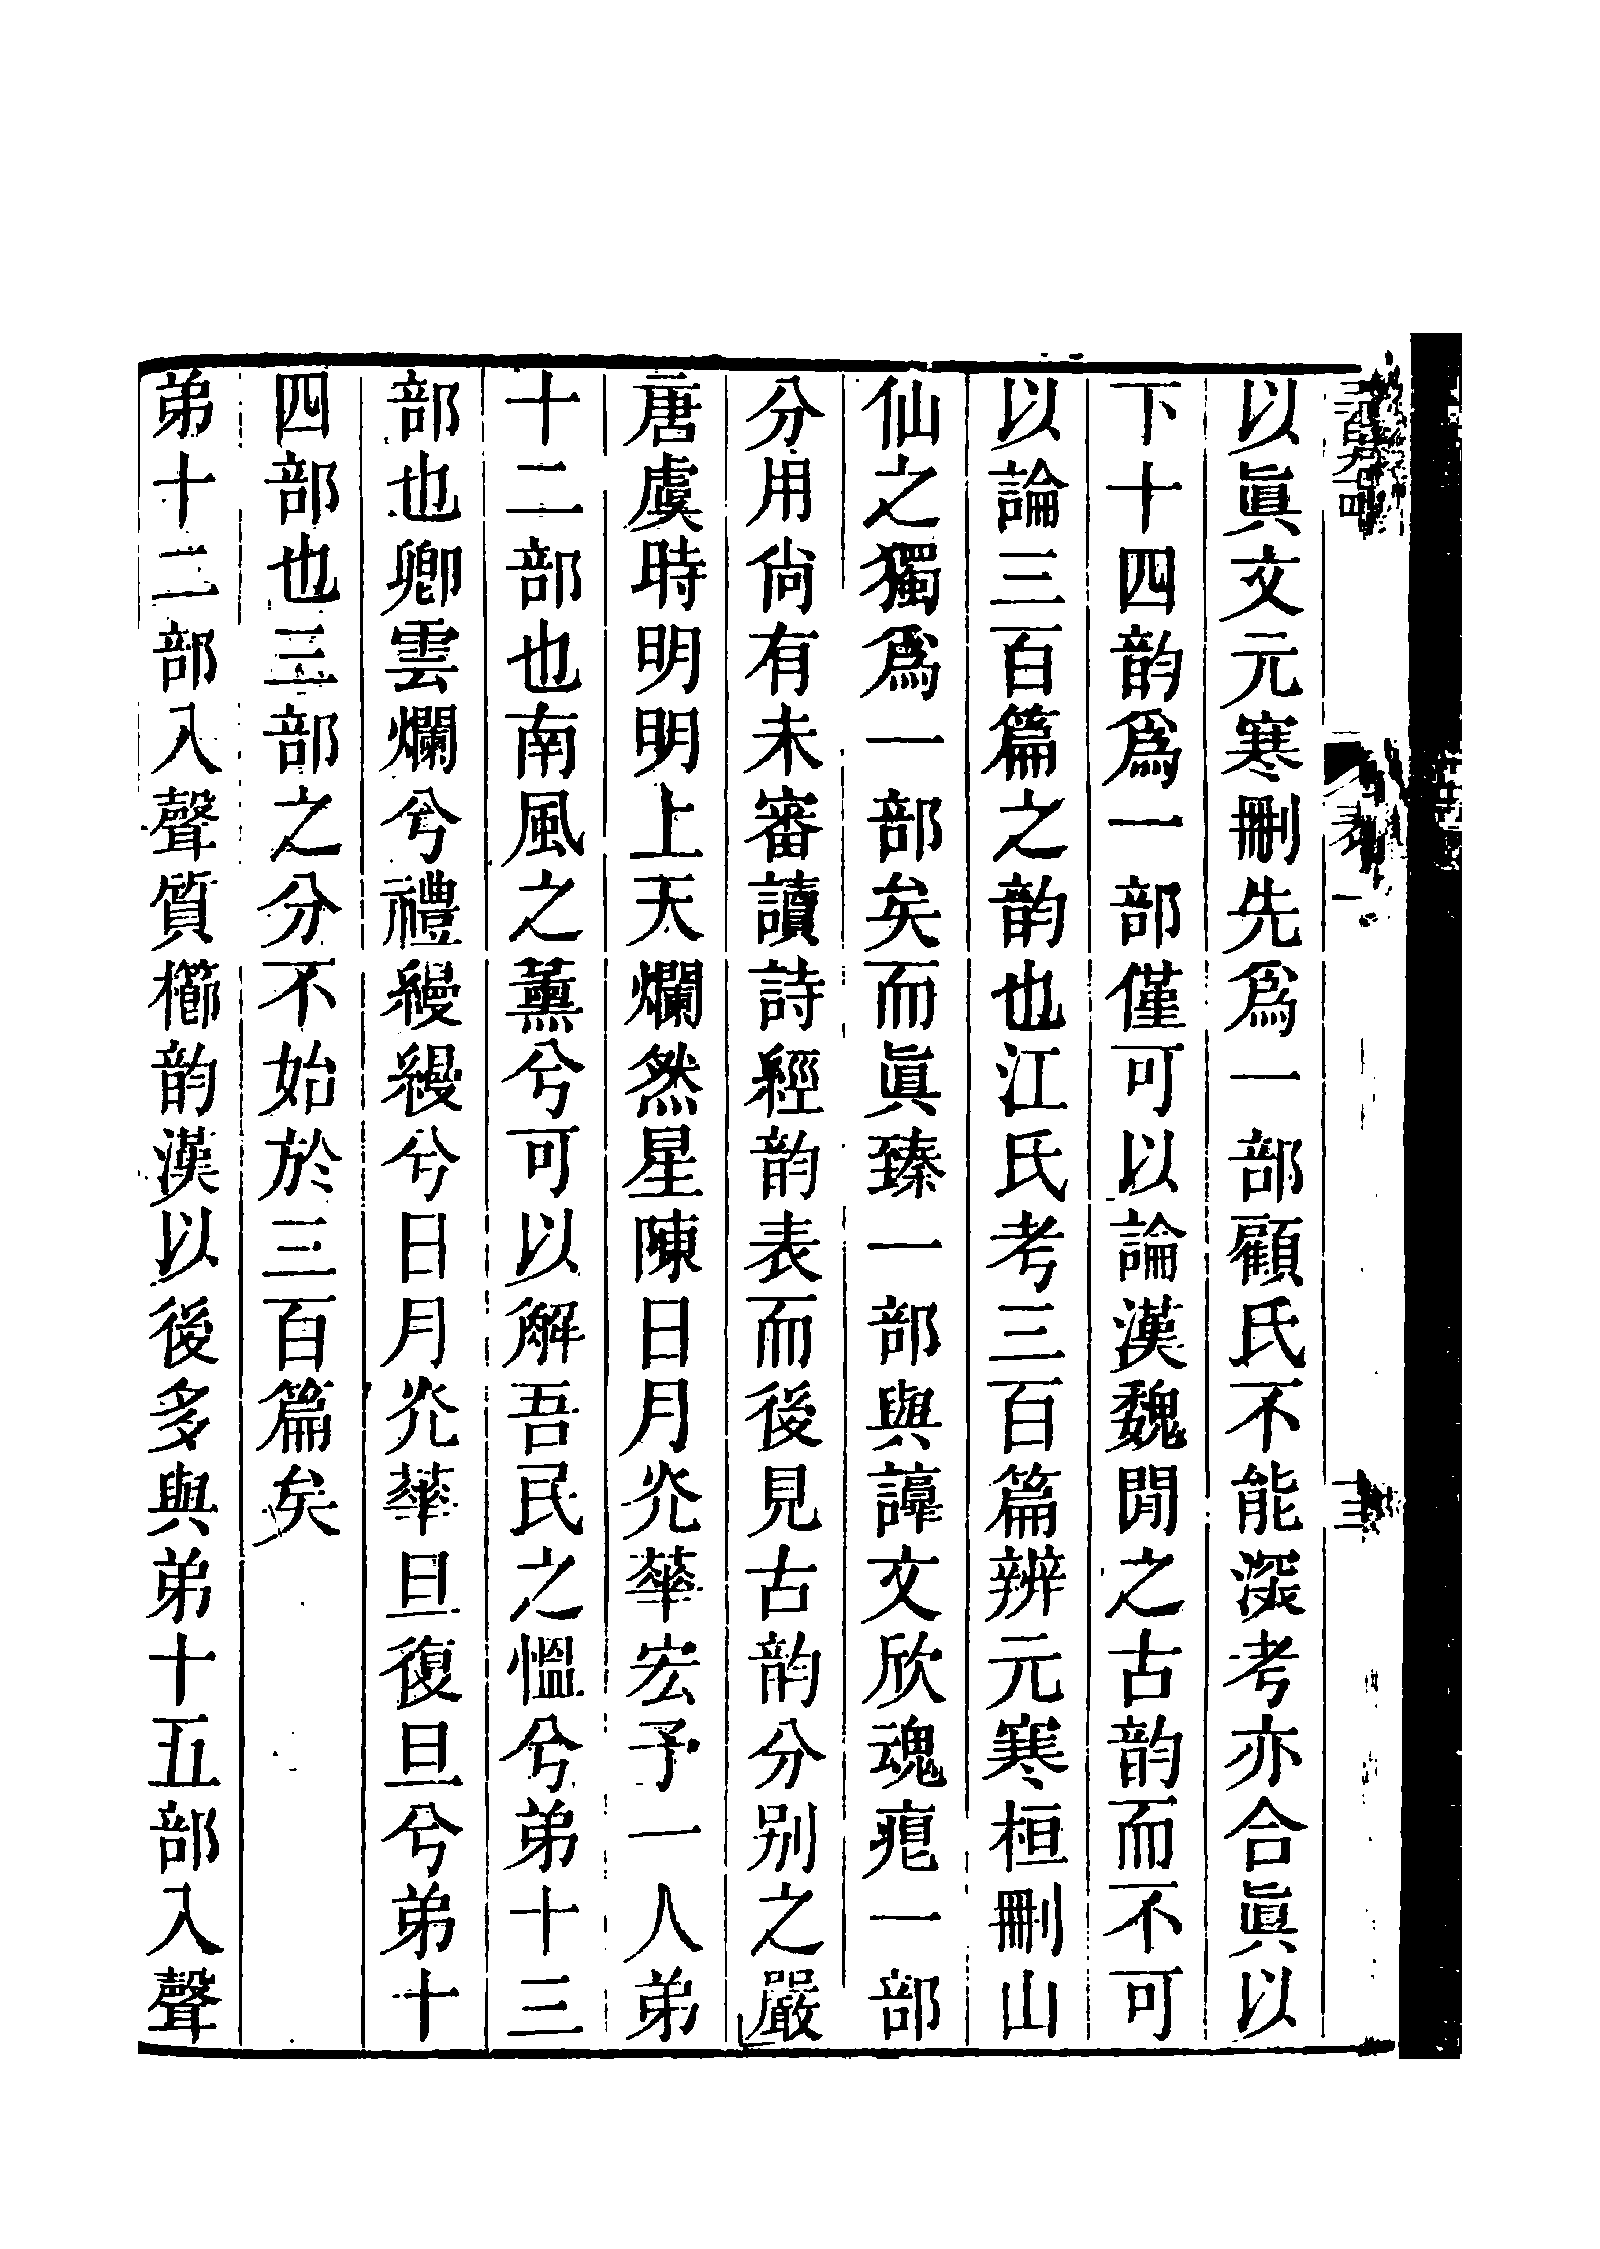 以眞文元寒刪先爲一部顧氏不能深考亦合眞以
下十四韵爲一部僅可以論漢魏閒之古韵而不可
以論三百篇之韵也江氏考三百篇辨元寒桓刪山
仙之獨爲一部矣而眞臻一部與諄文欣魂痕一部
分用尙有未審讀詩經韵表而後見古韵分別之嚴
唐虞時明明上天爛然星陳日月光華宏予一人弟
十二部也南風之薰兮可以解吾民之慍兮弟十三
部也卿雲爛兮禮縵縵兮日月光華旦復旦兮弟十
四部也三部之分不始於三百篇矣
弟十二部入聲質櫛韵漢以後多與弟十五部入聲